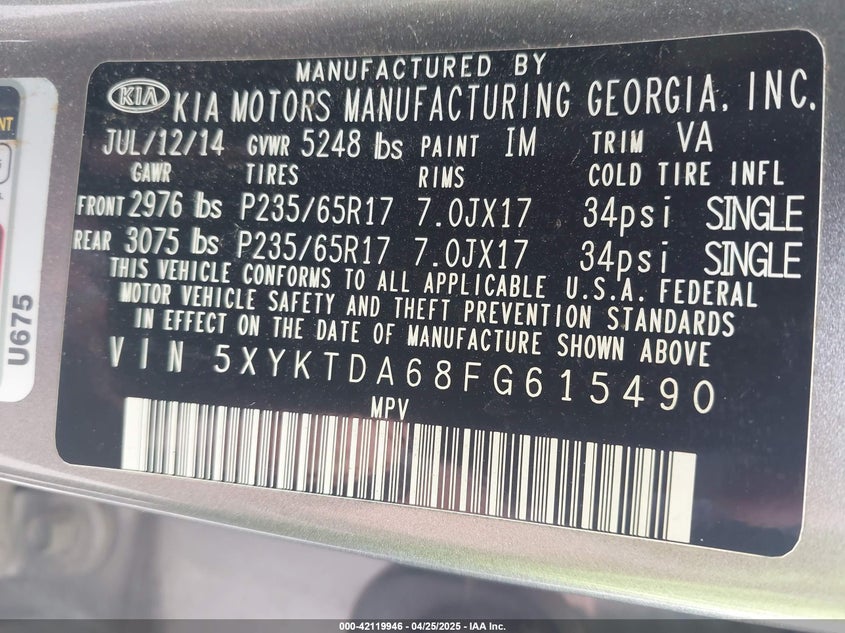 MANUFACTURED BY
KIA KIA MOTORS MANUFACTURING GEORGIA, INC.
JUL/12/14 GVWR 5248 lbs PAINT IM TRIM VA
GAWR TIRES RIMS COLD TIRE INFL
FRONT 2976 lbs P235/65R17 7.0JX17 34psi SINGLE
REAR 3075 lbs P235/65R17 7.0JX17 34psi SINGLE
THIS VEHICLE CONFORMS TO ALL APPLICABLE U.S.A. FEDERAL
MOTOR VEHICLE SAFETY AND THEFT PREVENTION STANDARDS
IN EFFECT ON THE DATE OF MANUFACTURE SHOWN ABOVE
VIN 5XYKTDA68FG615490
MPV
U675
000-42119946 - 04/25/2025 - IAA Inc.